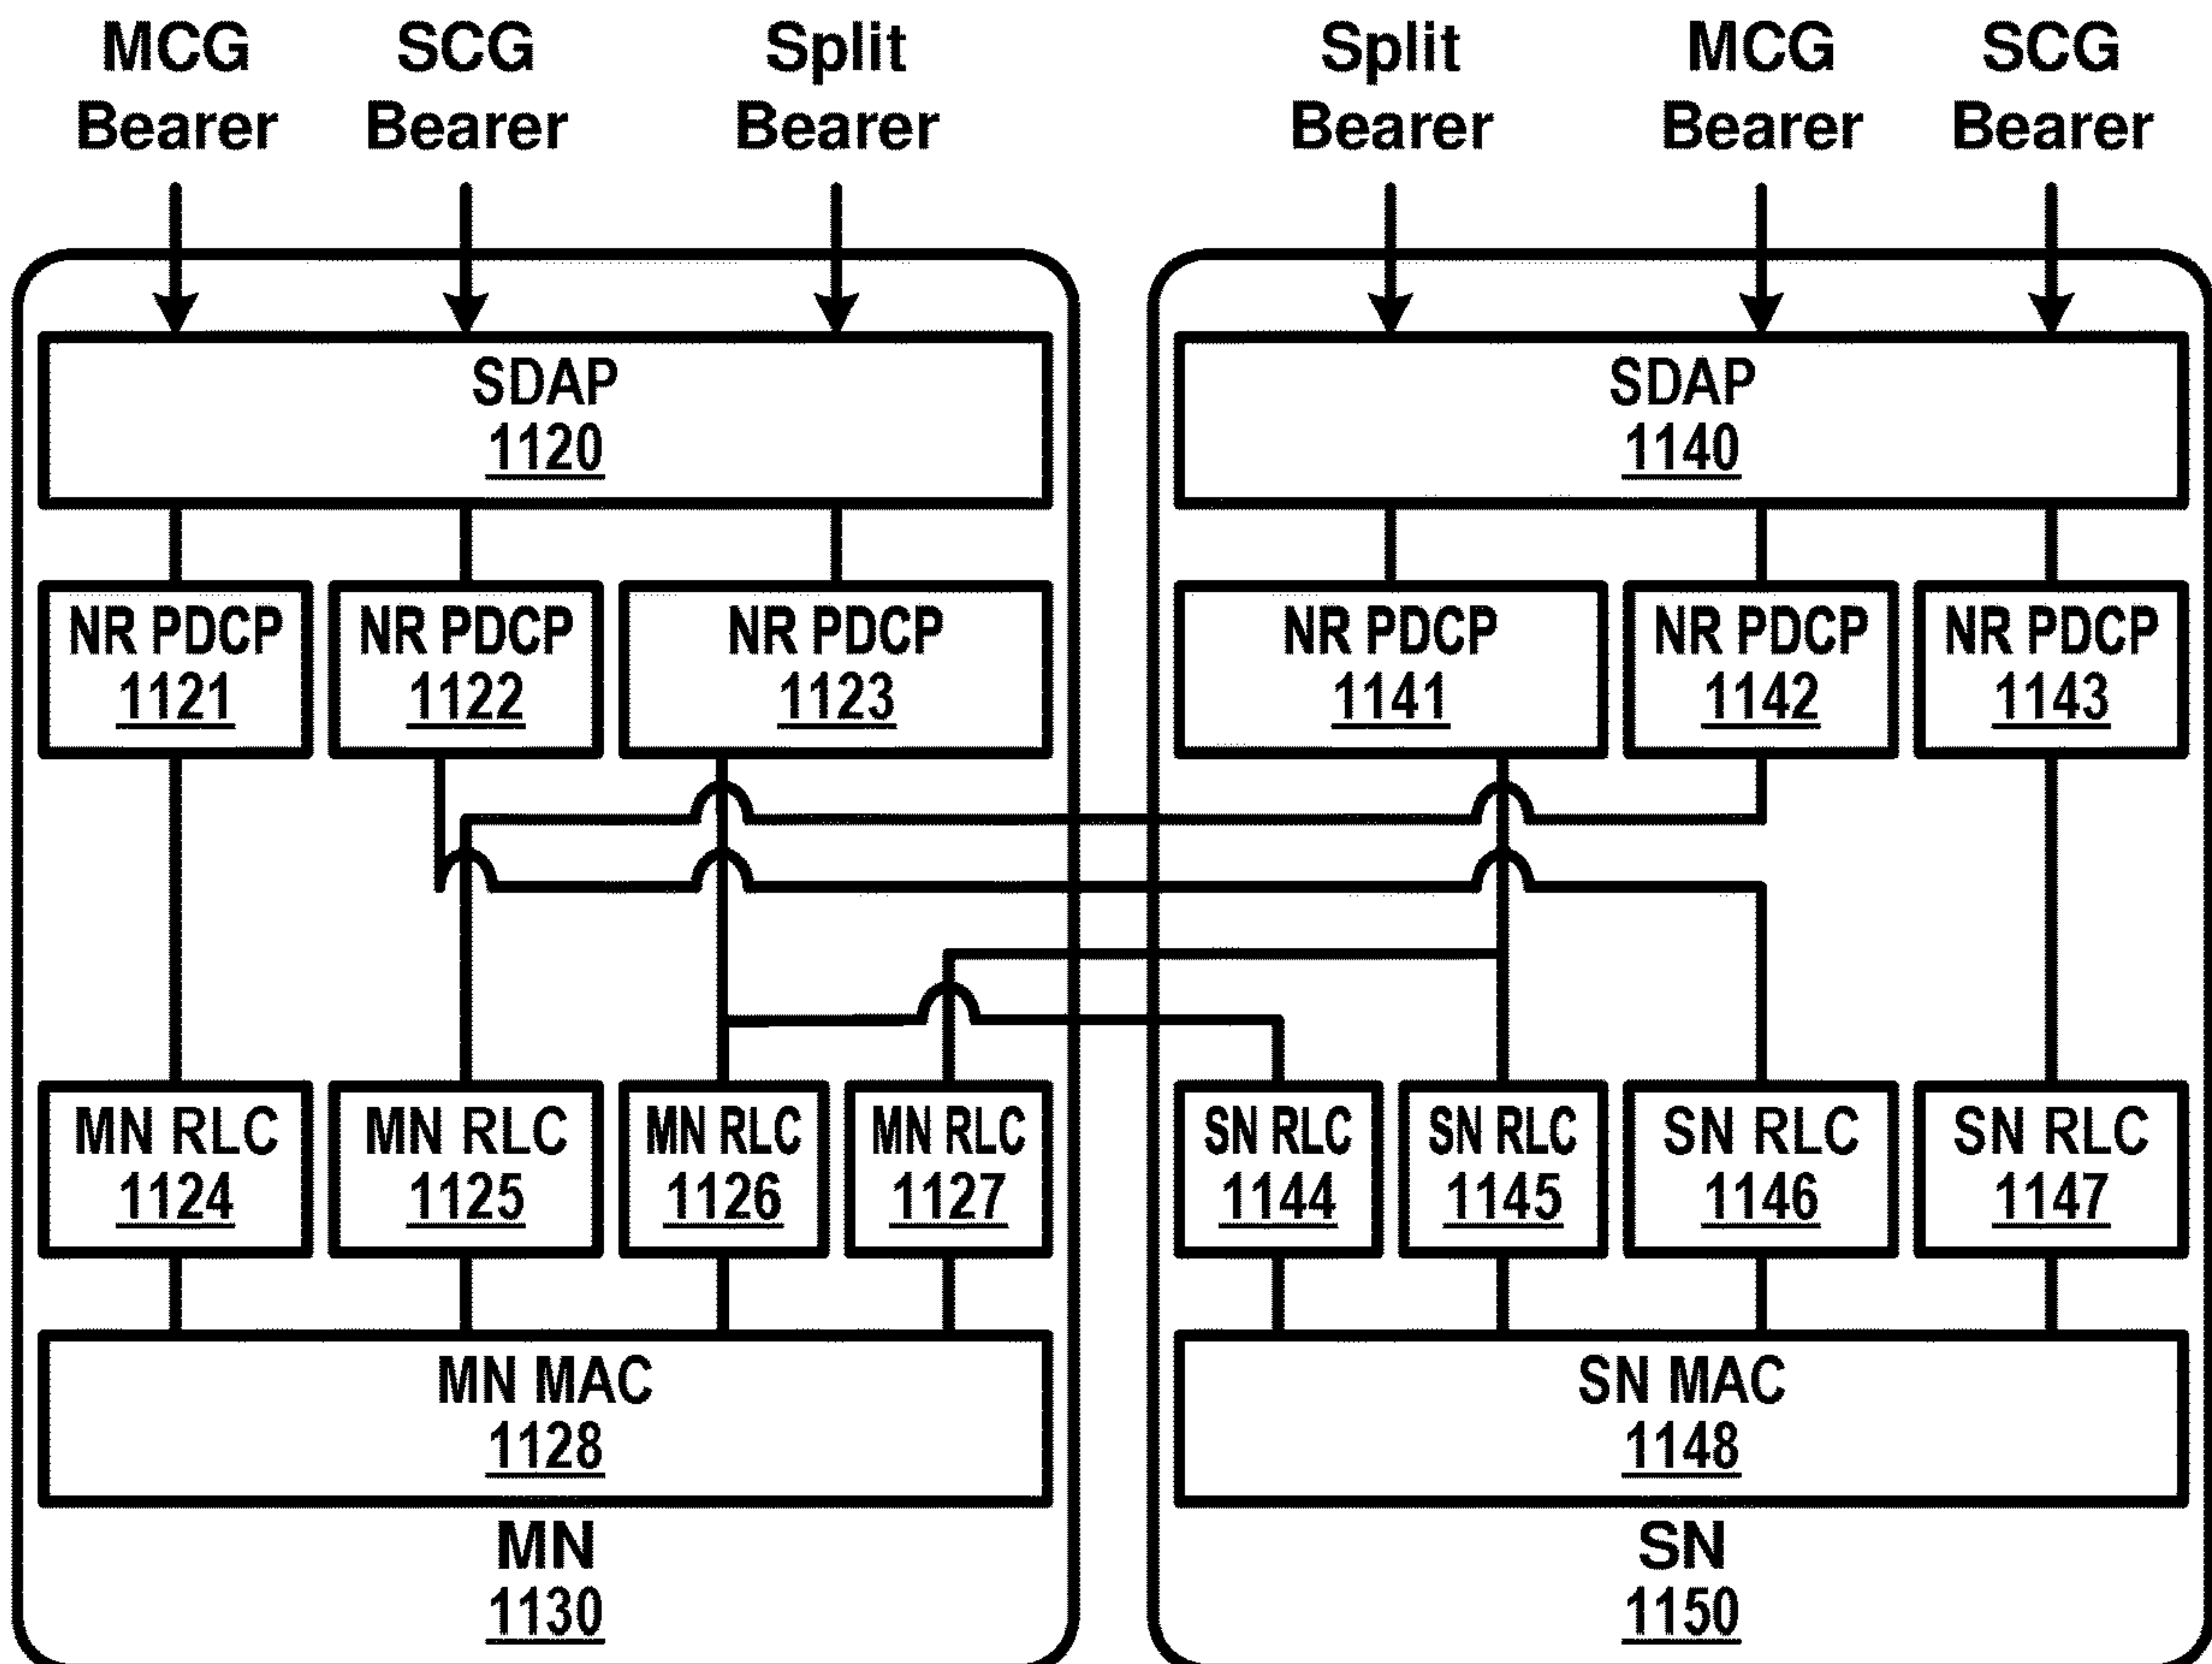 MCG Bearer
SCG Bearer
Split Bearer
Split Bearer
MCG Bearer
SCG Bearer
SDAP
1120
SDAP
1140
NR PDCP
1121
NR PDCP
1122
NR PDCP
1123
NR PDCP
1141
NR PDCP
1142
NR PDCP
1143
MN RLC
1124
MN RLC
1125
MN RLC
1126
MN RLC
1127
SN RLC
1144
SN RLC
1145
SN RLC
1146
SN RLC
1147
MN MAC
1128
SN MAC
1148
MN
1130
SN
1150